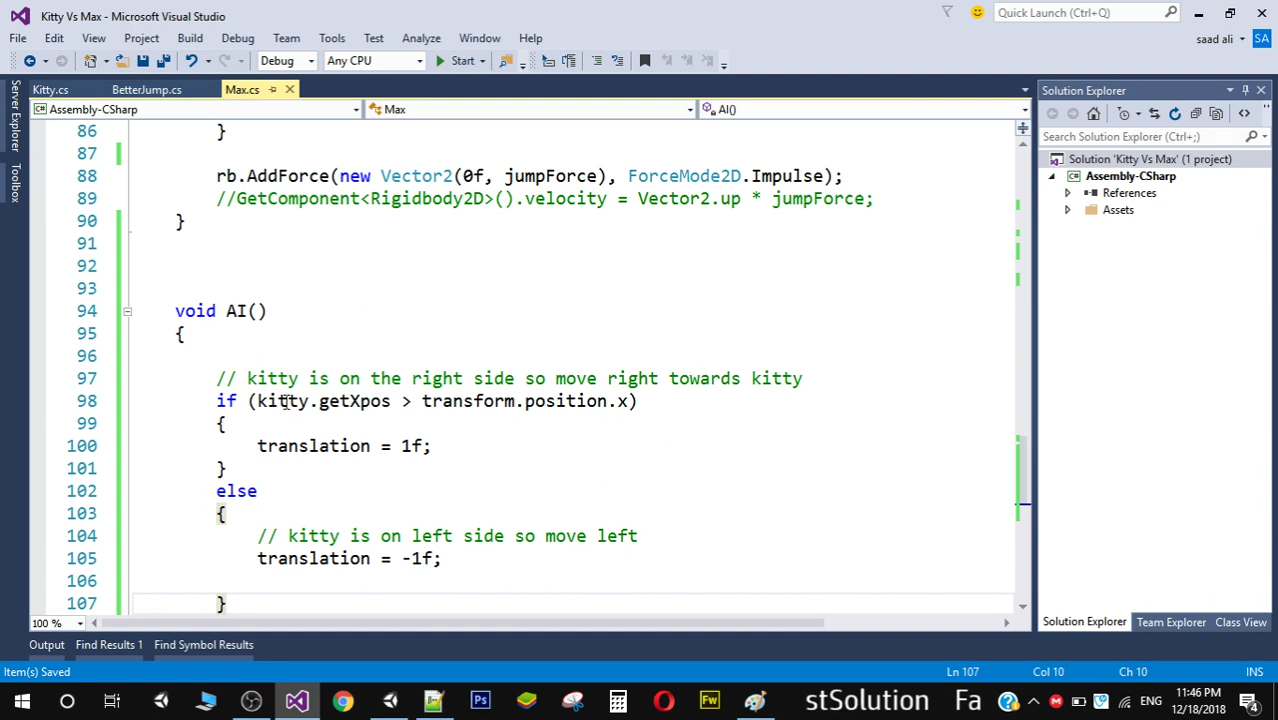 Kitty Vs Max - Microsoft Visual Studio
Quick Launch (Ctrl+Q)
File Edit View Project Build Debug Team Tools Test Analyze Window Help
saad ali SA
Debug Any CPU Start
Kitty.cs BetterJump.cs Max.cs
Assembly-CSharp Max AI()
Server Explorer
Toolbox
86 }
87
88 rb.AddForce(new Vector2(0f, jumpForce), ForceMode2D.Impulse);
89 //GetComponent<Rigidbody2D>().velocity = Vector2.up * jumpForce;
90 }
91
92
93
94 void AI()
95 {
96
97 // kitty is on the right side so move right towards kitty
98 if (kitty.getXpos > transform.position.x)
99 {
100 translation = 1f;
101 }
102 else
103 {
104 // kitty is on left side so move left
105 translation = -1f;
106
107 }
100 %
Solution Explorer
Search Solution Explorer (Ctrl+;)
Solution 'Kitty Vs Max' (1 project)
Assembly-CSharp
References
Assets
Solution Explorer Team Explorer Class View
Output Find Results 1 Find Symbol Results
Item(s) Saved Ln 107 Col 10 Ch 10 INS
Ps Fw stSolution Fa ENG 11:46 PM
12/18/2018 4